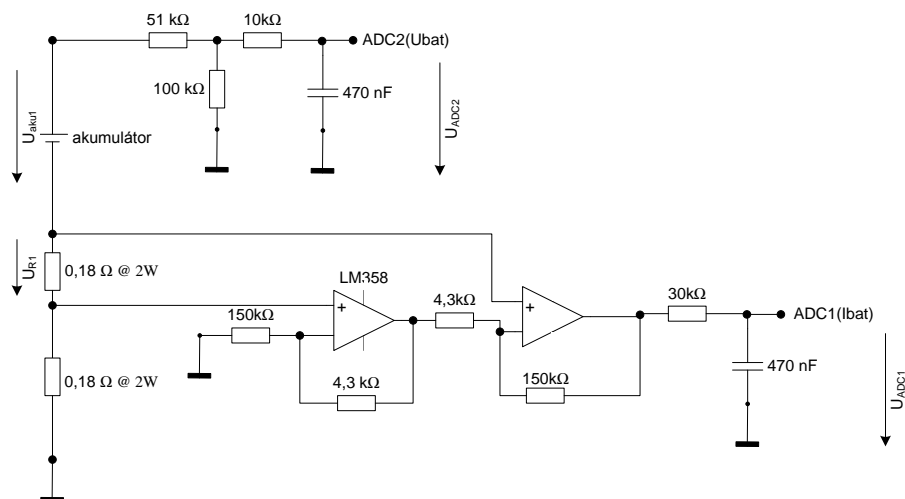 51 kΩ
10kΩ
ADC2(Ubat)
100 kΩ
470 nF
Uaku1
akumulátor
UADC2
UR1
0,18 Ω @ 2W
LM358
+
+
150kΩ
4,3kΩ
30kΩ
ADC1(Ibat)
0,18 Ω @ 2W
4,3 kΩ
150kΩ
470 nF
UADC1